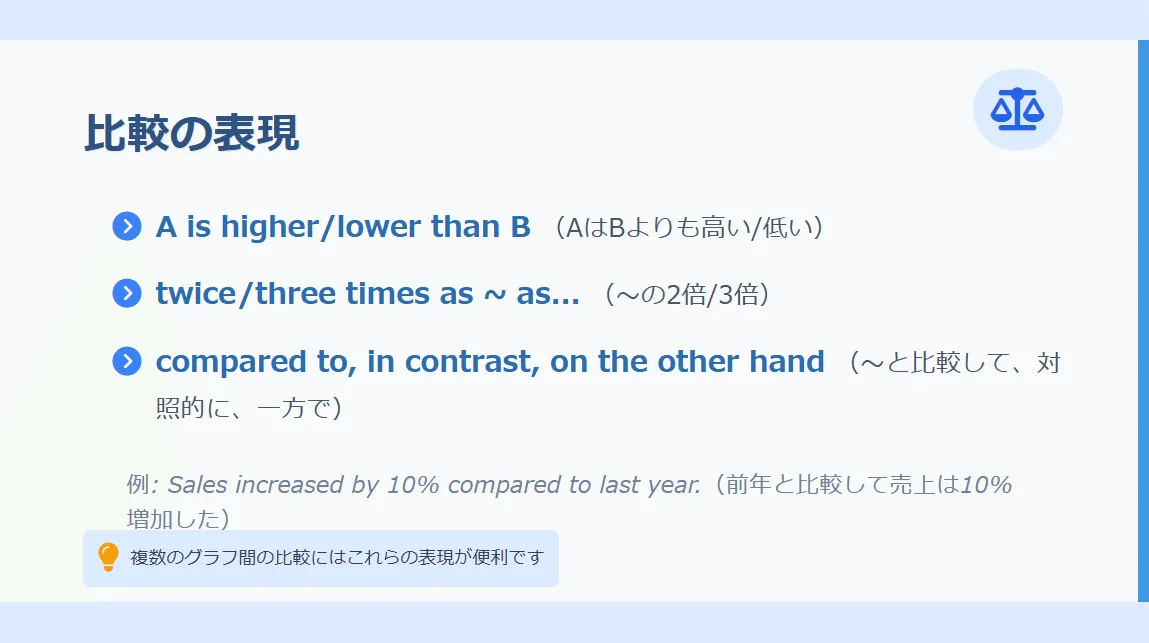 比較の表現
A is higher/lower than B （AはBよりも高い/低い）
twice/three times as ~ as... （～の2倍/3倍）
compared to, in contrast, on the other hand （～と比較して、対
照的に、一方で）
例: Sales increased by 10% compared to last year.（前年と比較して売上は10%
増加した）
複数のグラフ間の比較にはこれらの表現が便利です